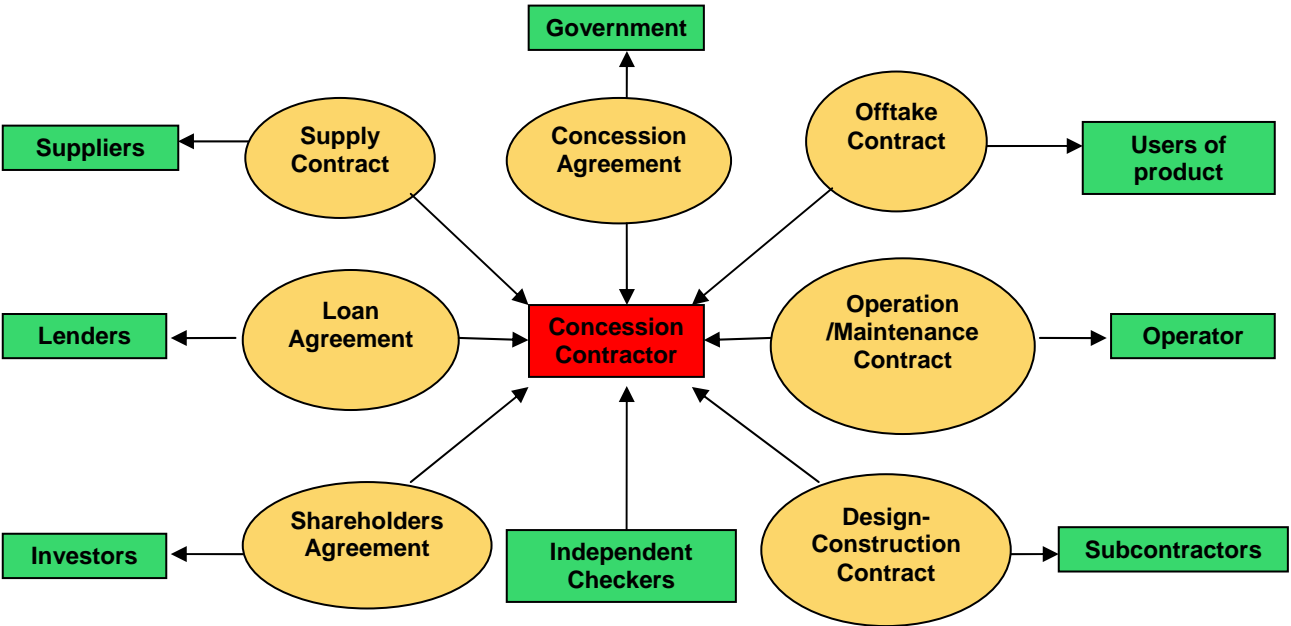 Government
Supply
Contract
Concession
Agreement
Offtake
Contract
Suppliers
Users of
product
Loan
Agreement
Lenders
Concession
Contractor
Operation
/Maintenance
Contract
Operator
Shareholders
Agreement
Investors
Independent
Checkers
Design-
Construction
Contract
Subcontractors